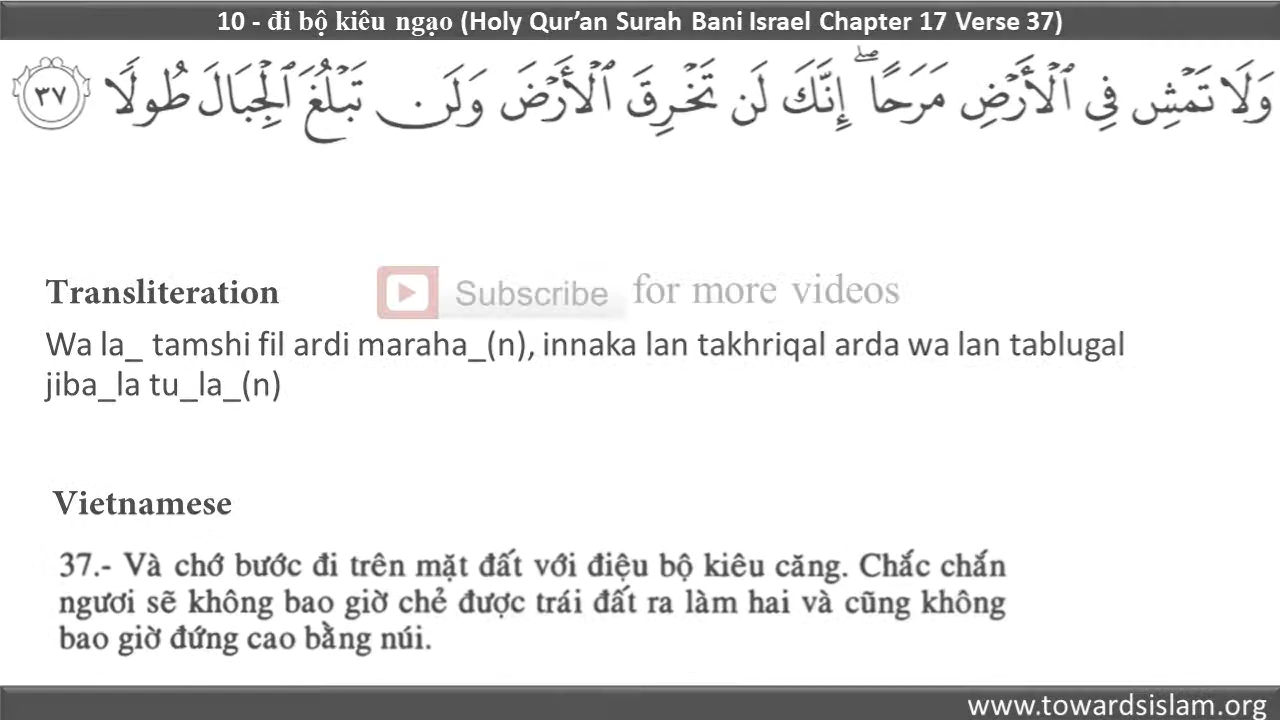 10 - đi bộ kiêu ngạo (Holy Qur’an Surah Bani Israel Chapter 17 Verse 37)
وَلَا تَمْشِ فِى ٱلْأَرْضِ مَرَحًا ۖ إِنَّكَ لَن تَخْرِقَ ٱلْأَرْضَ وَلَن تَبْلُغَ ٱلْجِبَالَ طُولًا ٣٧
Transliteration
Subscribe for more videos
Wa la_ tamshi fil ardi maraha_(n), innaka lan takhriqal arda wa lan tablugal
jiba_la tu_la_(n)
Vietnamese
37.- Và chớ bước đi trên mặt đất với điệu bộ kiêu căng. Chắc chắn
ngươi sẽ không bao giờ chẻ được trái đất ra làm hai và cũng không
bao giờ đứng cao bằng núi.
www.towardsislam.org